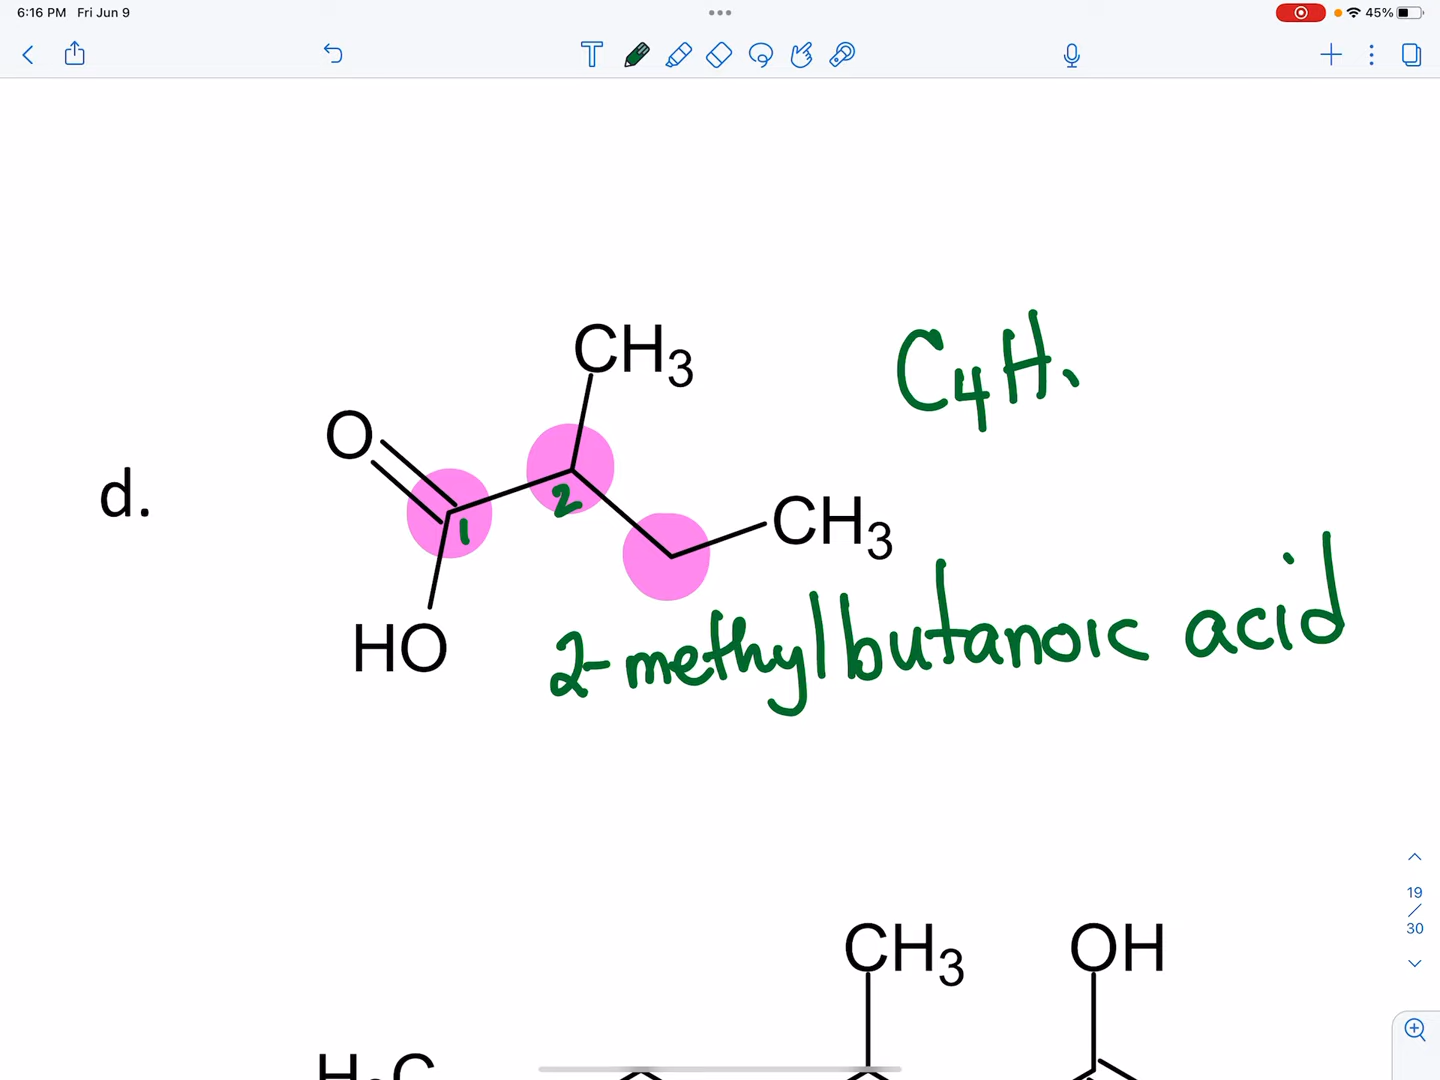 6:16 PM Fri Jun 9
45%
T
CH3
C4H
O
d.
1
2
CH3
HO
2-methylbutanoic acid
19
/
30
CH3
OH
H3C